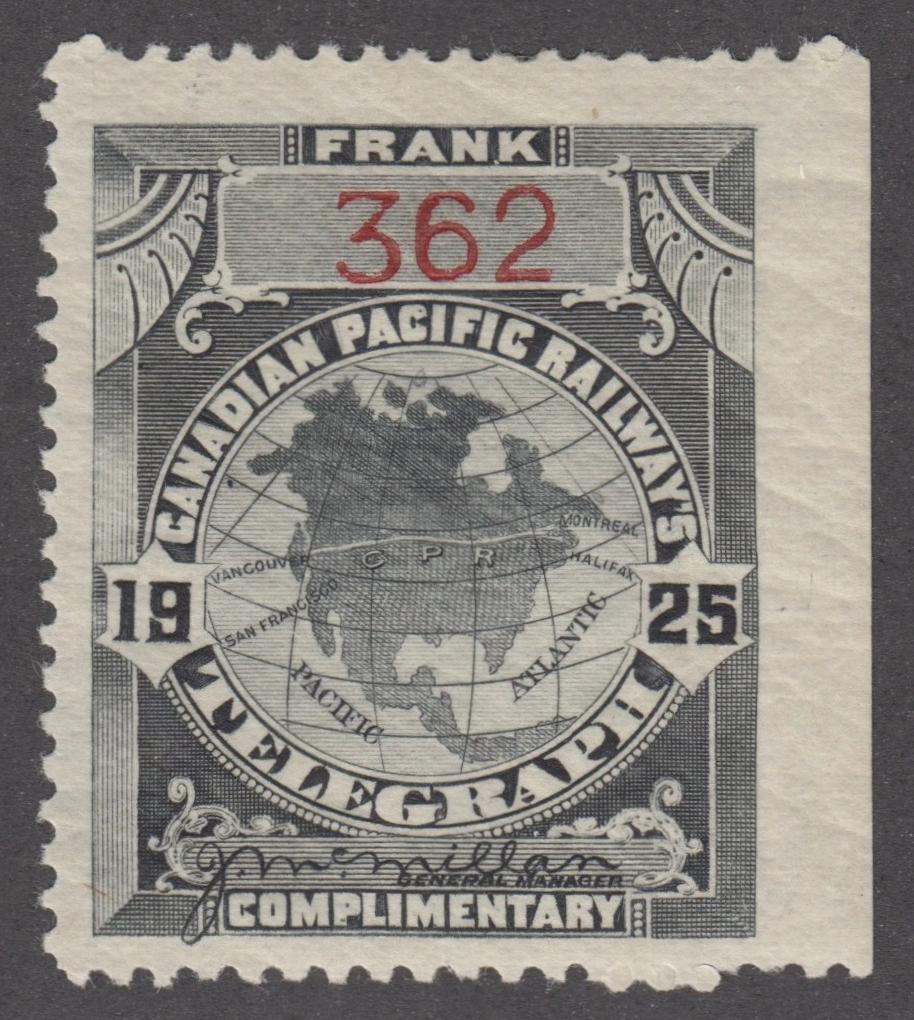 FRANK
362
CANADIAN PACIFIC RAILWAY'S
MONTREAL
VANCOUVER
C P R
HALIFAX
SAN FRANCISCO
19 25
PACIFIC
ATLANTIC
TELEGRAPH
J. McMillan
GENERAL MANAGER
COMPLIMENTARY